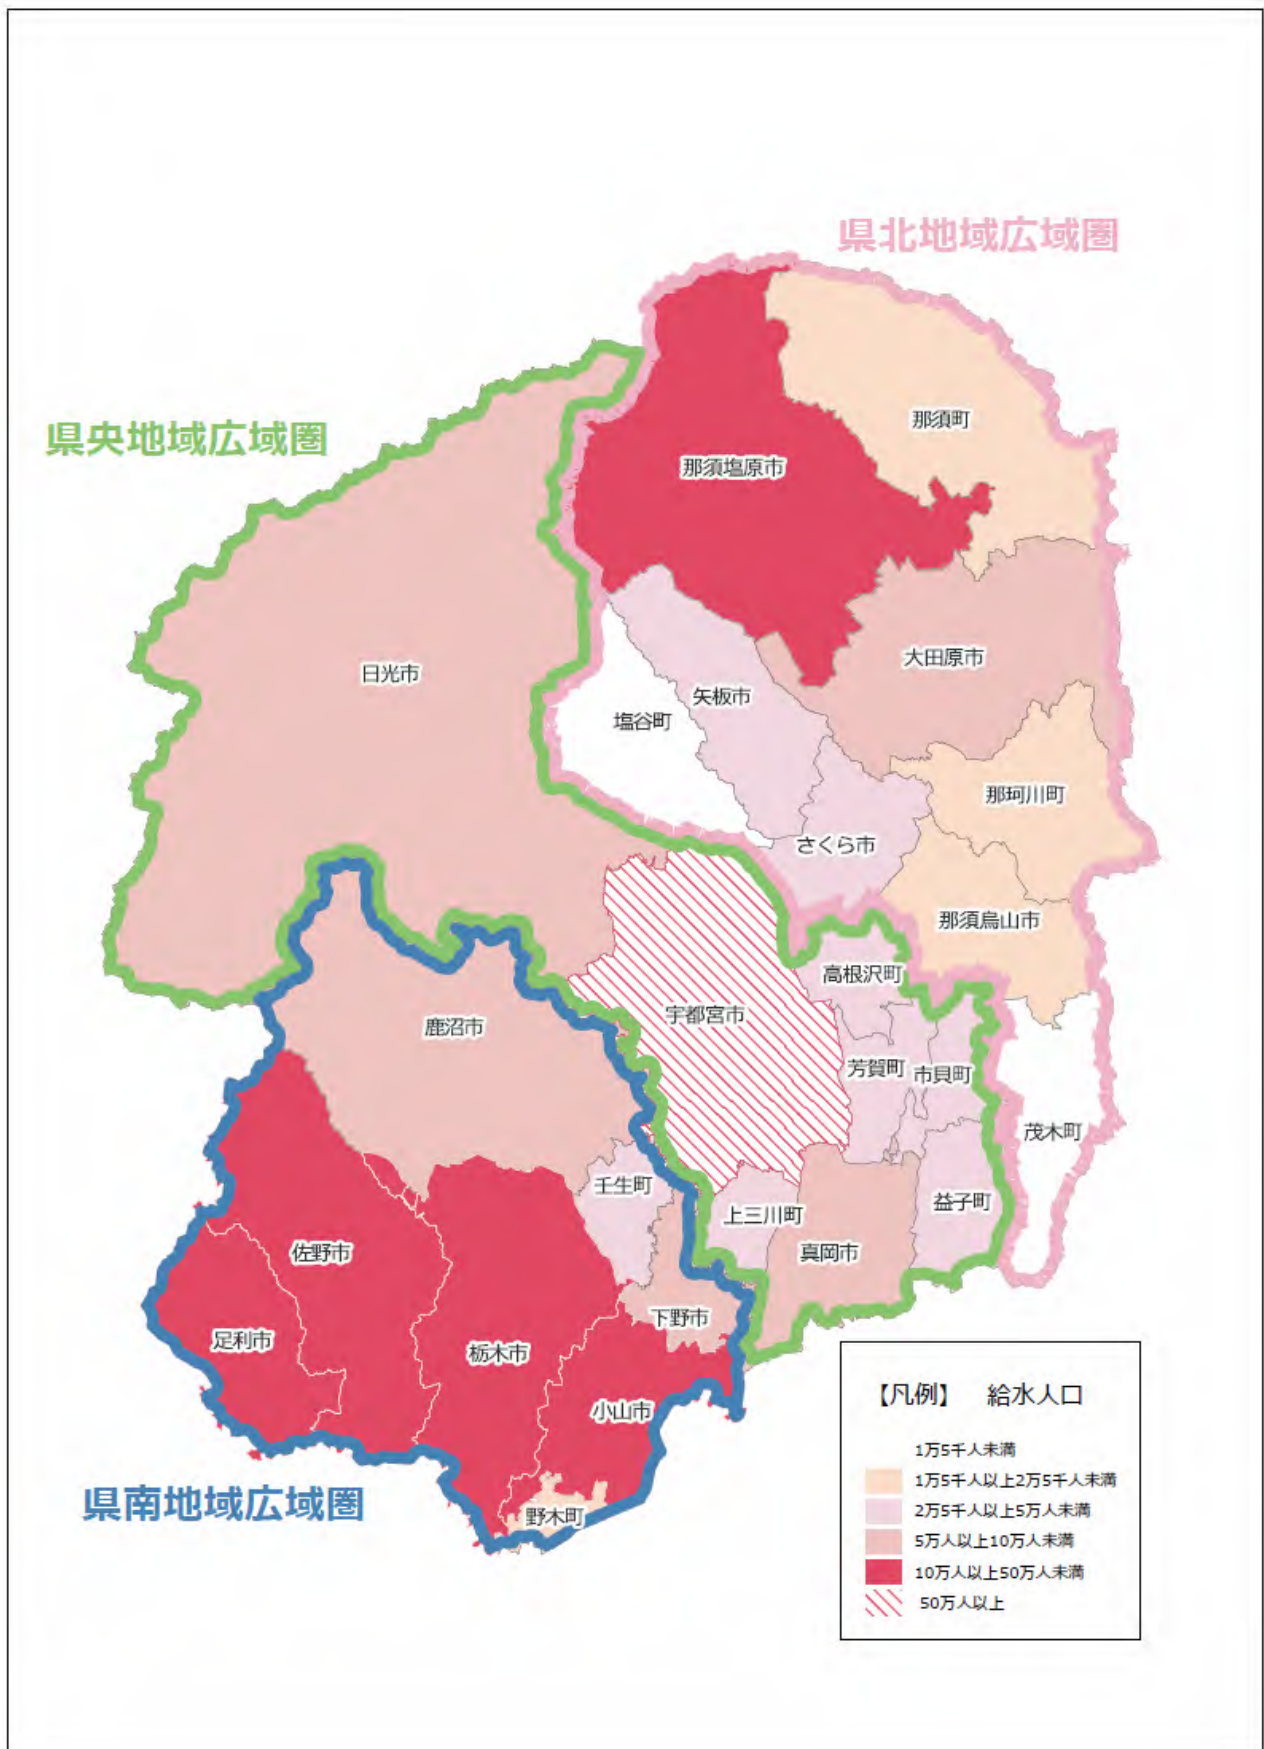 県北地域広域圏
県央地域広域圏
那須町
那須塩原市
大田原市
日光市
矢板市
塩谷町
那珂川町
さくら市
那須烏山市
高根沢町
宇都宮市
鹿沼市
芳賀町
市貝町
茂木町
壬生町
益子町
上三川町
真岡市
佐野市
下野市
足利市
栃木市
小山市
県南地域広域圏
野木町
【凡例】 給水人口
1万5千人未満
1万5千人以上2万5千人未満
2万5千人以上5万人未満
5万人以上10万人未満
10万人以上50万人未満
50万人以上